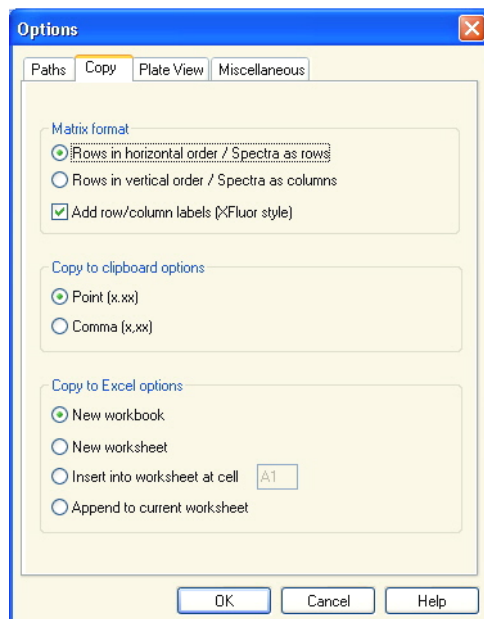 Options
Paths Copy Plate View Miscellaneous
Matrix format
Rows in horizontal order / Spectra as rows
Rows in vertical order / Spectra as columns
Add row/column labels (XFluor style)
Copy to clipboard options
Point (x.xx)
Comma (x,xx)
Copy to Excel options
New workbook
New worksheet
Insert into worksheet at cell A1
Append to current worksheet
OK Cancel Help